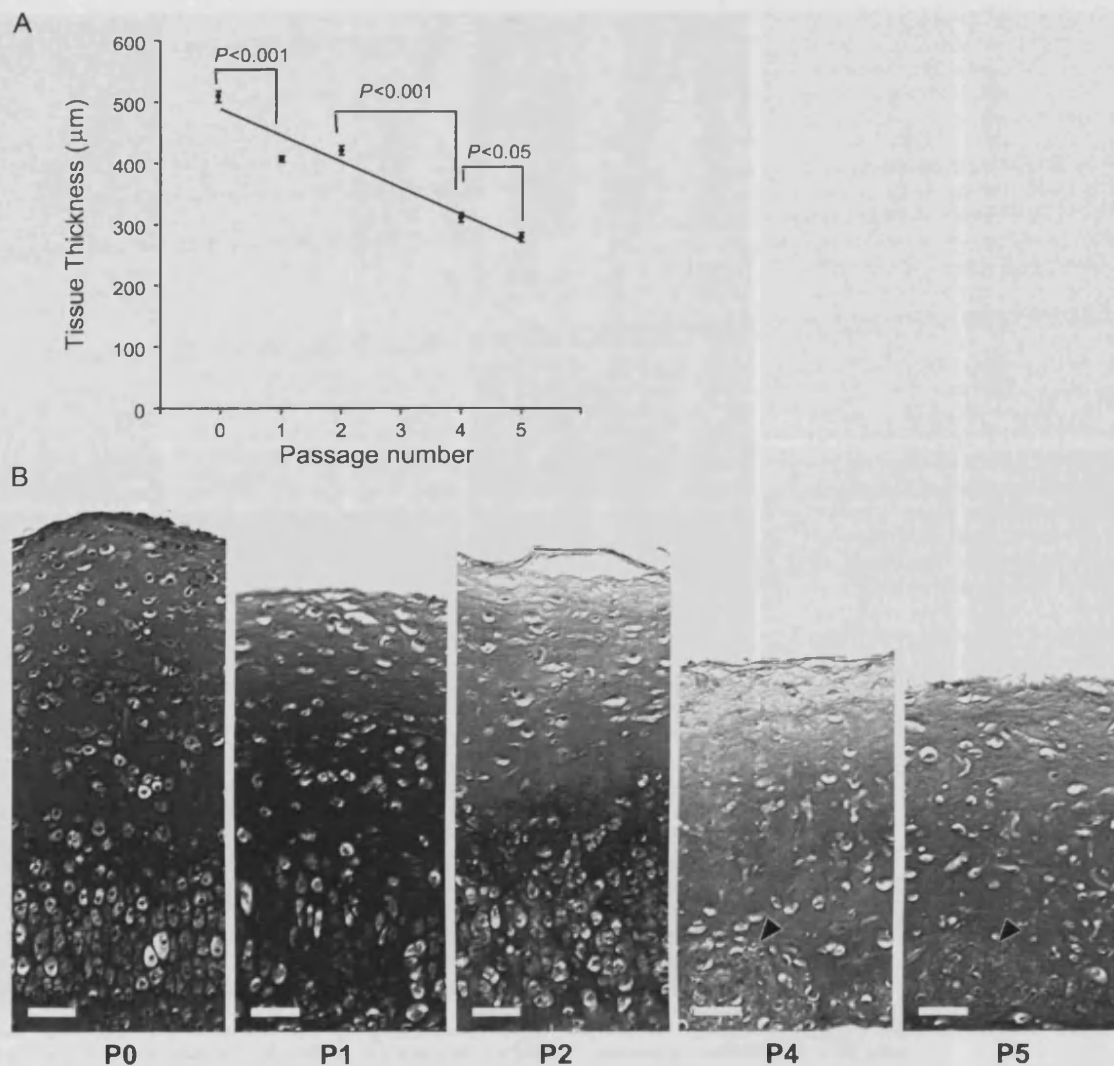 A
600
500
400
300
200
100
0
Tissue Thickness (µm)
P<0.001
P<0.001
P<0.05
0 1 2 3 4 5
Passage number
B
P0 P1 P2 P4 P5